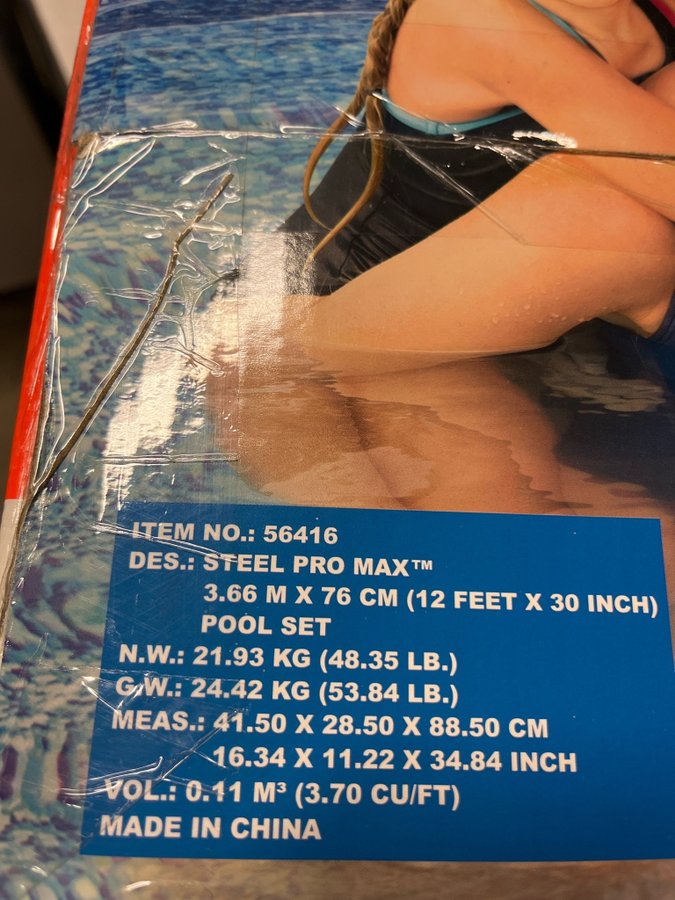 ITEM NO.: 56416
DES.: STEEL PRO MAX™
3.66 M X 76 CM (12 FEET X 30 INCH)
POOL SET
N.W.: 21.93 KG (48.35 LB.)
G.W.: 24.42 KG (53.84 LB.)
MEAS.: 41.50 X 28.50 X 88.50 CM
16.34 X 11.22 X 34.84 INCH
VOL.: 0.11 M³ (3.70 CU/FT)
MADE IN CHINA